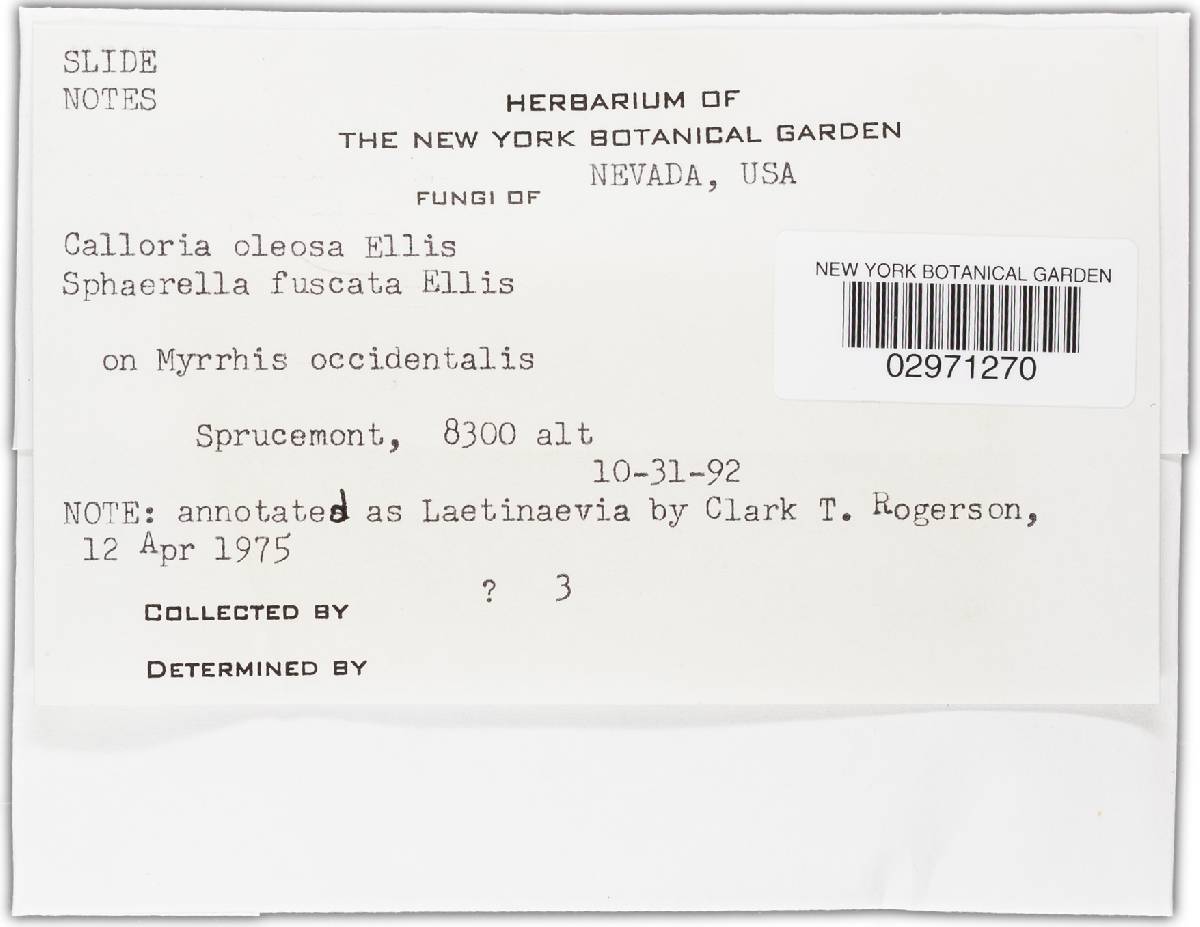 SLIDE
NOTES
HERBARIUM OF
THE NEW YORK BOTANICAL GARDEN
FUNGI OF NEVADA, USA
Calloria oleosa Ellis
Sphaerella fuscata Ellis
NEW YORK BOTANICAL GARDEN
02971270
on Myrrhis occidentalis
Sprucemont, 8300 alt
10-31-92
NOTE: annotated as Laetinaevia by Clark T. Rogerson,
12 Apr 1975
? 3
COLLECTED BY
DETERMINED BY